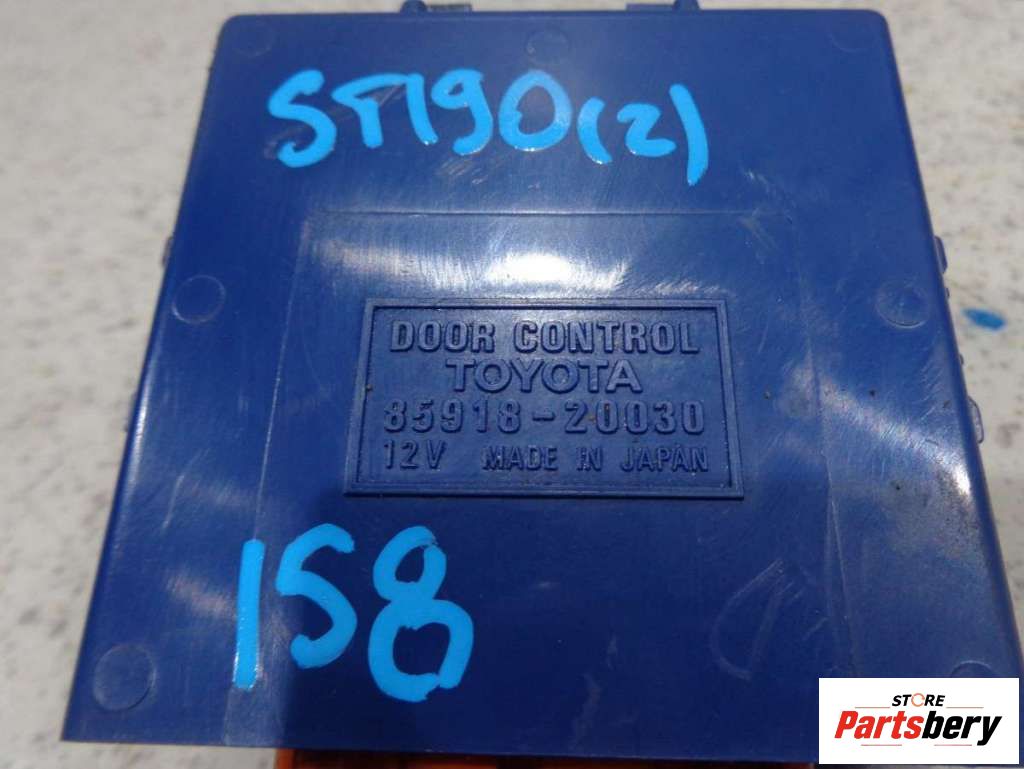 ST190(2)
DOOR CONTROL
TOYOTA
85918-20030
12V MADE IN JAPAN
158
STORE
Partsbery